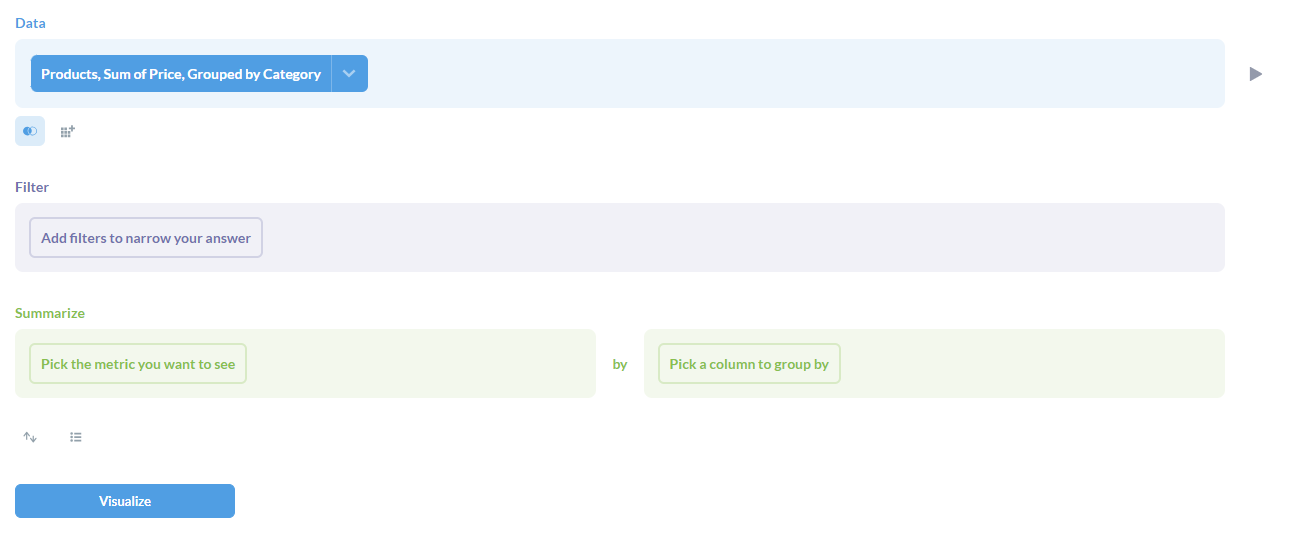 Data
Products, Sum of Price, Grouped by Category
Filter
Add filters to narrow your answer
Summarize
Pick the metric you want to see
by
Pick a column to group by
Visualize